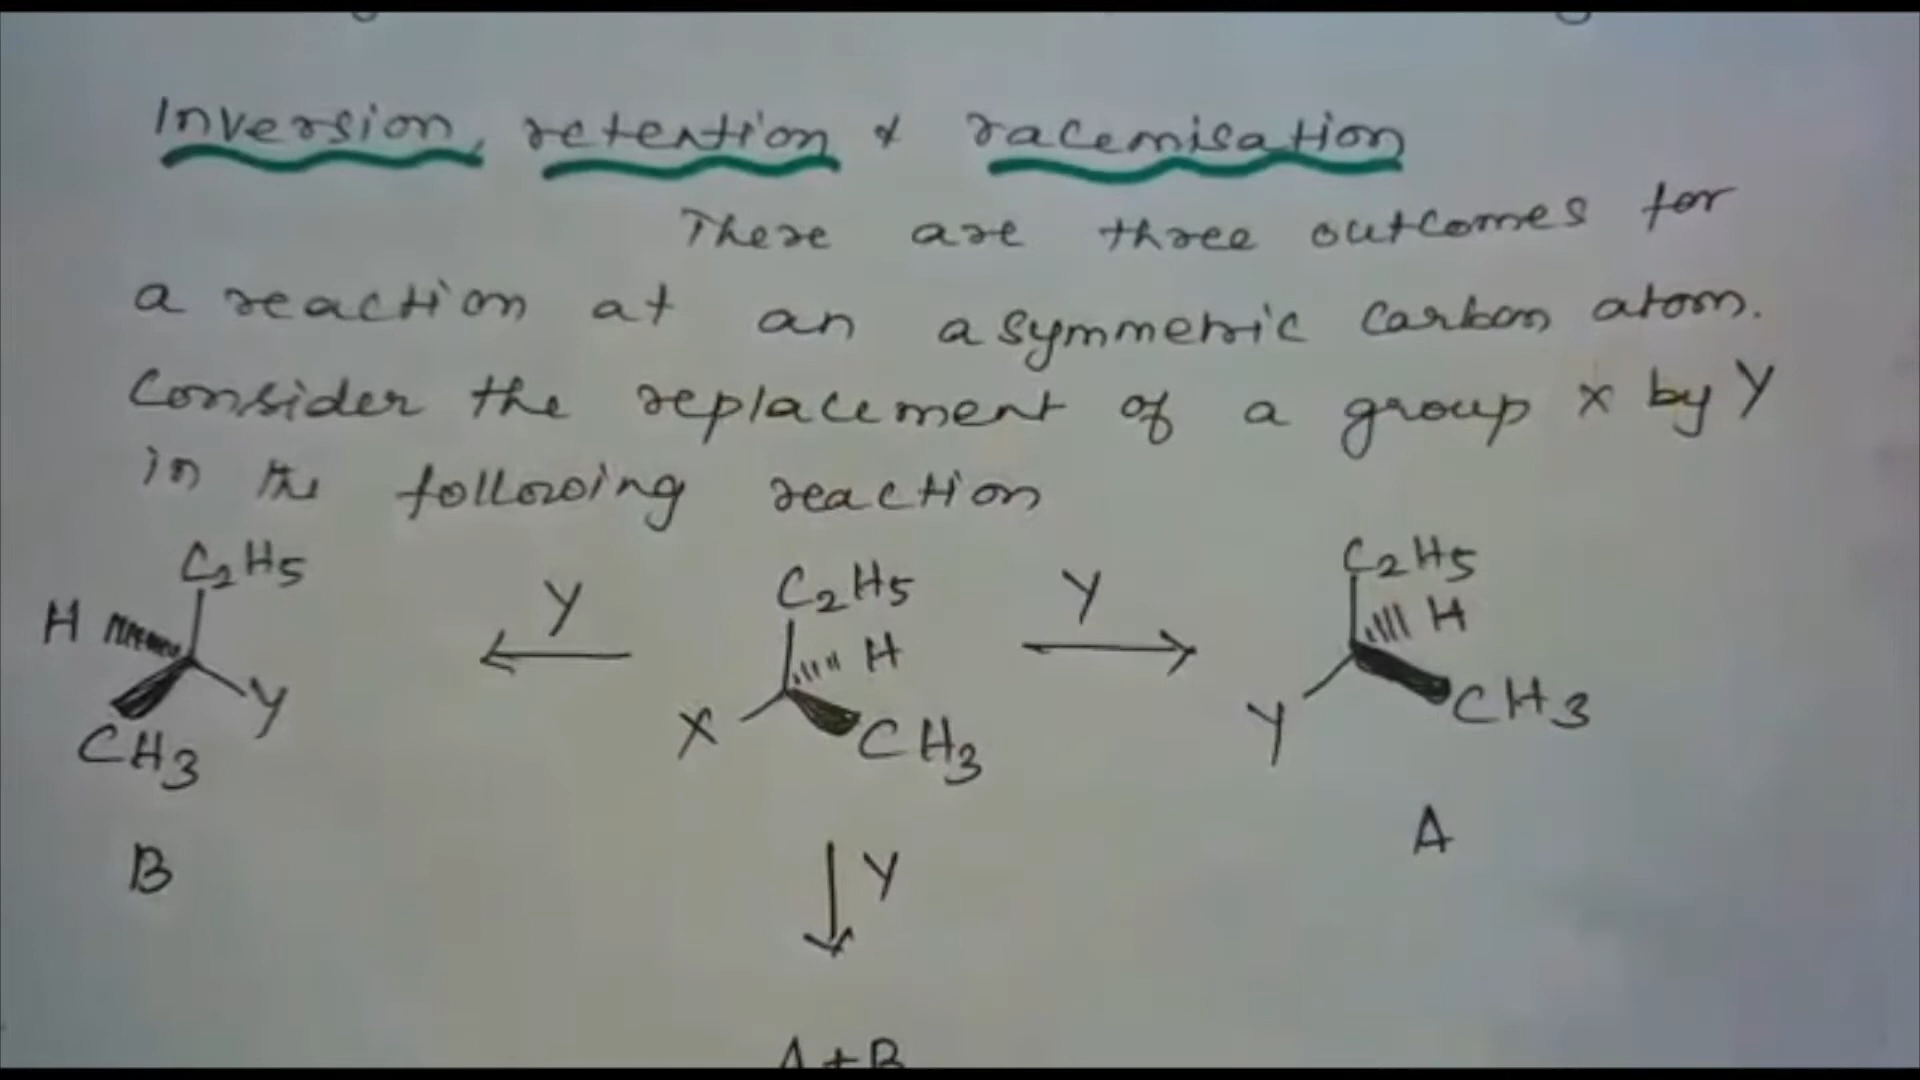 Inversion, retention & racemisation
There are three outcomes for
a reaction at an asymmetric carbon atom.
Consider the replacement of a group X by Y
in the following reaction
C2H5 C2H5 C2H5
H Y H Y H
Y X CH3 Y CH3
CH3
B Y A
A+B